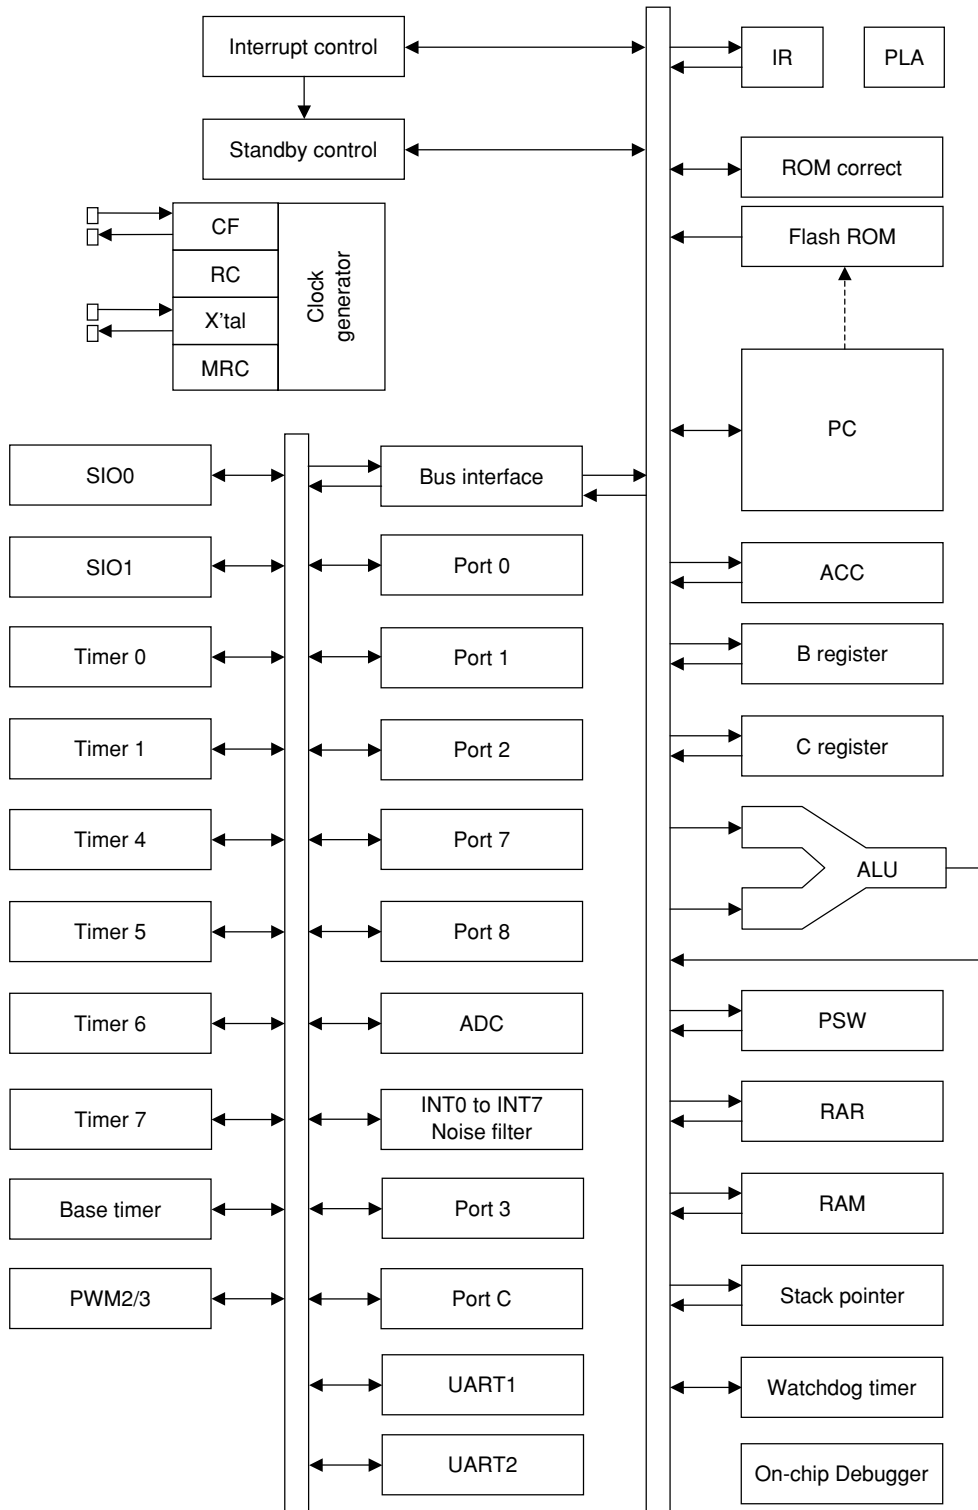 Interrupt control
IR
PLA
Standby control
ROM correct
CF
Flash ROM
RC
Clock
generator
X'tal
MRC
PC
SIO0
Bus interface
SIO1
Port 0
ACC
Timer 0
Port 1
B register
Timer 1
Port 2
C register
Timer 4
Port 7
ALU
Timer 5
Port 8
Timer 6
ADC
PSW
Timer 7
INT0 to INT7
Noise filter
RAR
Base timer
Port 3
RAM
PWM2/3
Port C
Stack pointer
UART1
Watchdog timer
UART2
On-chip Debugger